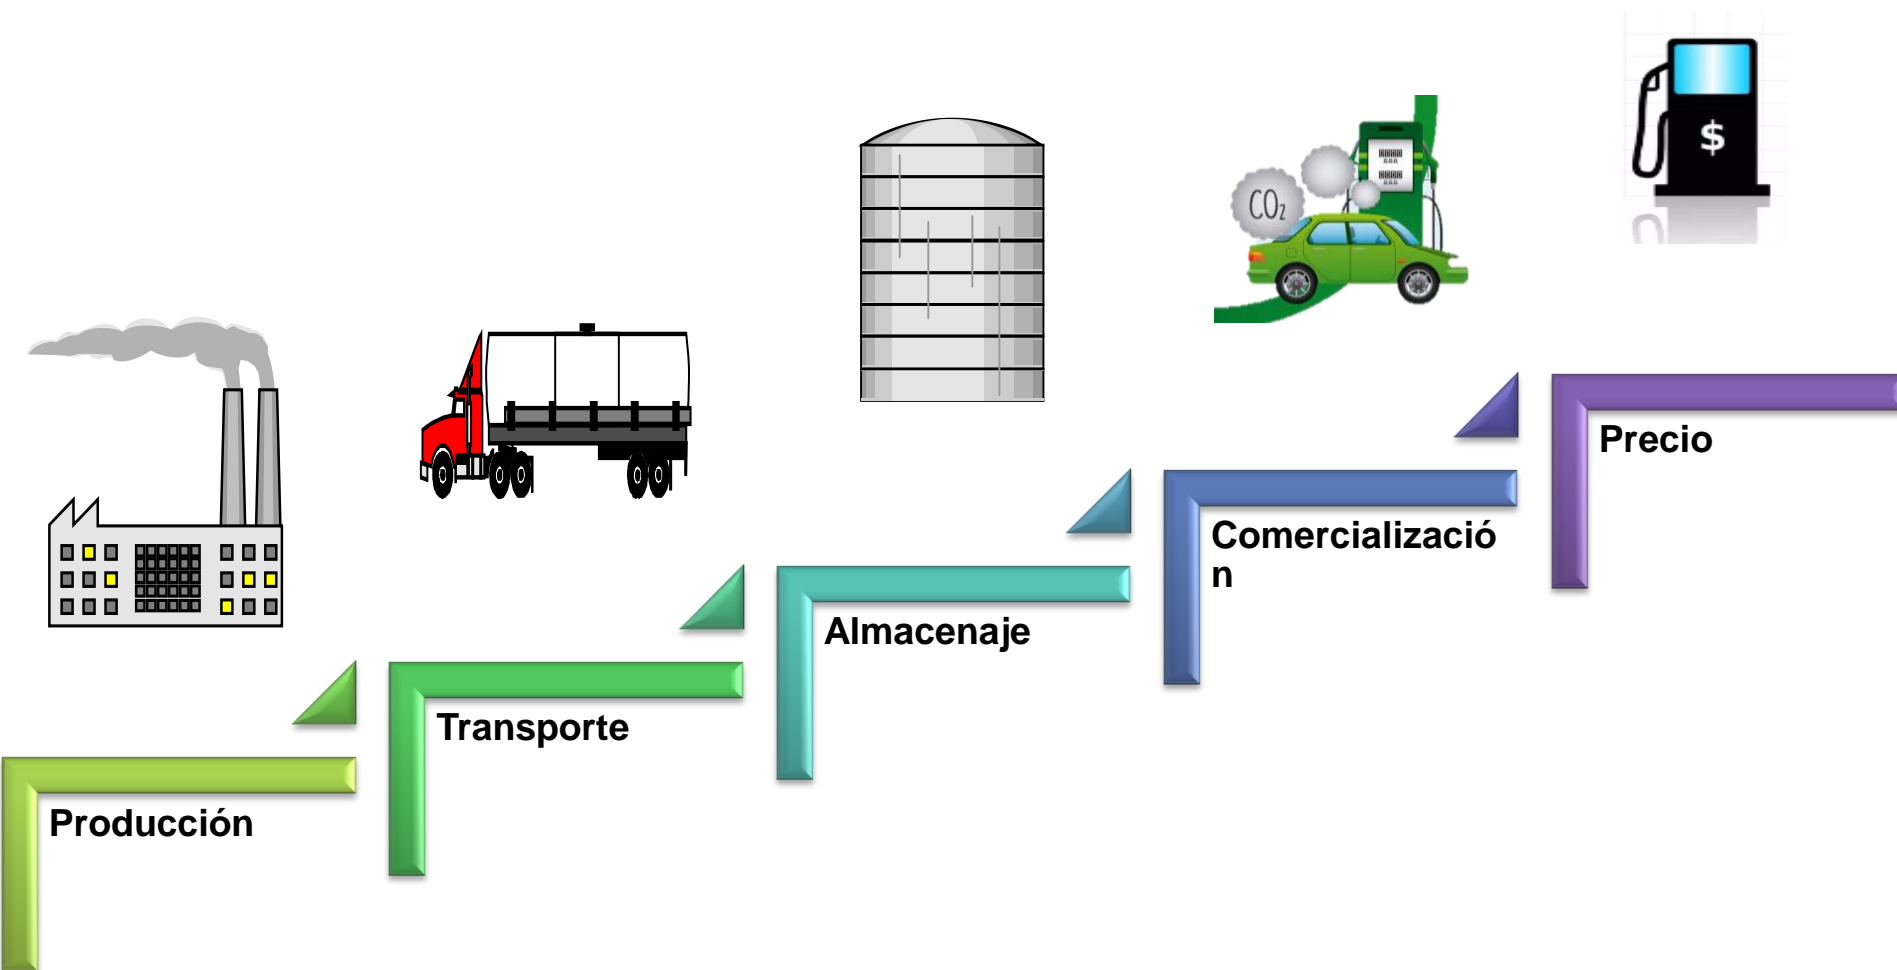 Producción
Transporte
Almacenaje
Comercializació
n
Precio
CO₂
$